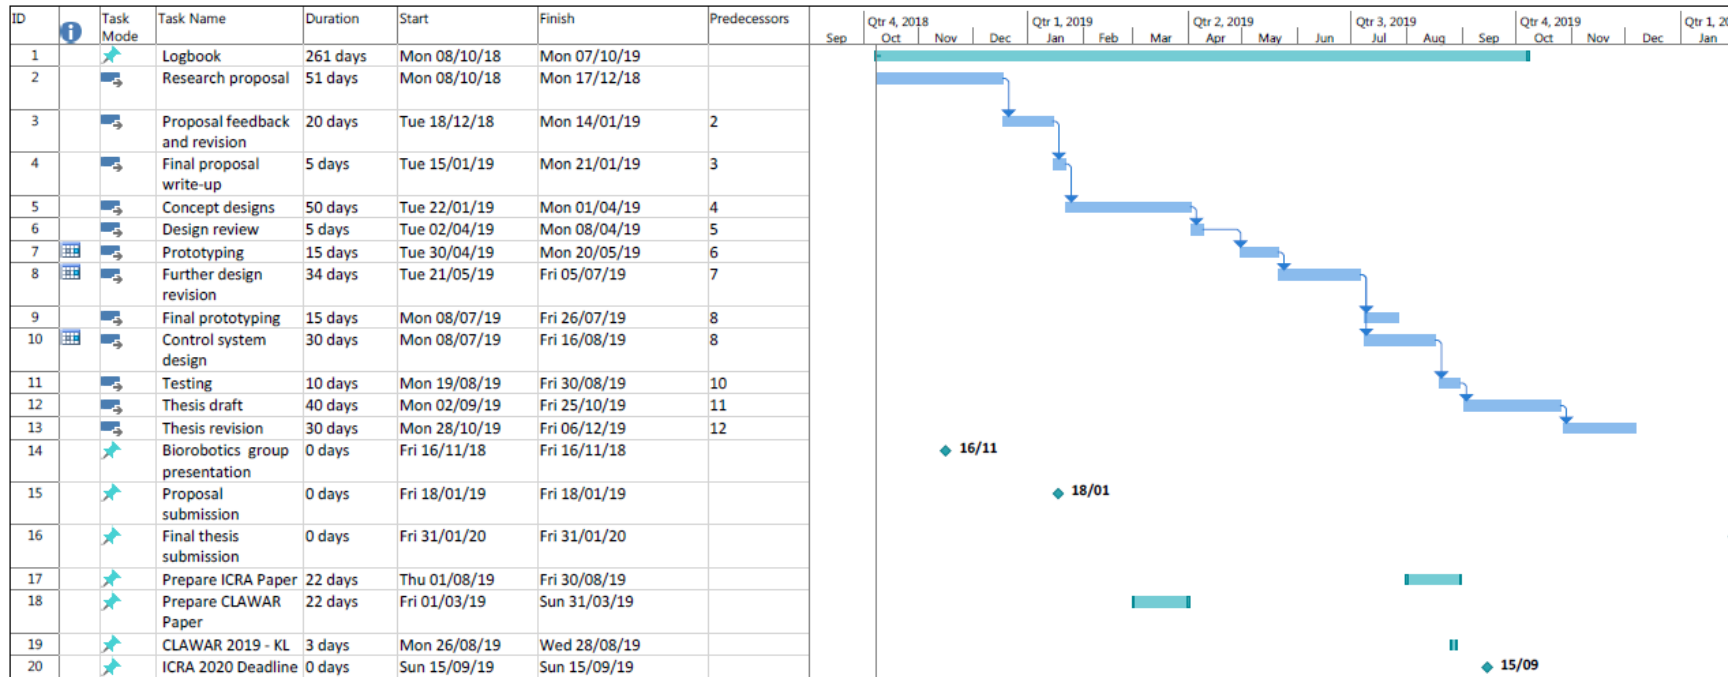 ID Task Mode Task Name Duration Start Finish Predecessors
Qtr 4, 2018 Qtr 1, 2019 Qtr 2, 2019 Qtr 3, 2019 Qtr 4, 2019 Qtr 1, 20
Sep Oct Nov Dec Jan Feb Mar Apr May Jun Jul Aug Sep Oct Nov Dec Jan
1 Logbook 261 days Mon 08/10/18 Mon 07/10/19
2 Research proposal 51 days Mon 08/10/18 Mon 17/12/18
3 Proposal feedback 20 days Tue 18/12/18 Mon 14/01/19 2
and revision
4 Final proposal 5 days Tue 15/01/19 Mon 21/01/19 3
write-up
5 Concept designs 50 days Tue 22/01/19 Mon 01/04/19 4
6 Design review 5 days Tue 02/04/19 Mon 08/04/19 5
7 Prototyping 15 days Tue 30/04/19 Mon 20/05/19 6
8 Further design 34 days Tue 21/05/19 Fri 05/07/19 7
revision
9 Final prototyping 15 days Mon 08/07/19 Fri 26/07/19 8
10 Control system 30 days Mon 08/07/19 Fri 16/08/19 8
design
11 Testing 10 days Mon 19/08/19 Fri 30/08/19 10
12 Thesis draft 40 days Mon 02/09/19 Fri 25/10/19 11
13 Thesis revision 30 days Mon 28/10/19 Fri 06/12/19 12
14 Biorobotics group 0 days Fri 16/11/18 Fri 16/11/18 16/11
presentation
15 Proposal 0 days Fri 18/01/19 Fri 18/01/19 18/01
submission
16 Final thesis 0 days Fri 31/01/20 Fri 31/01/20
submission
17 Prepare ICRA Paper 22 days Thu 01/08/19 Fri 30/08/19
18 Prepare CLAWAR 22 days Fri 01/03/19 Sun 31/03/19
Paper
19 CLAWAR 2019 - KL 3 days Mon 26/08/19 Wed 28/08/19
20 ICRA 2020 Deadline 0 days Sun 15/09/19 Sun 15/09/19 15/09